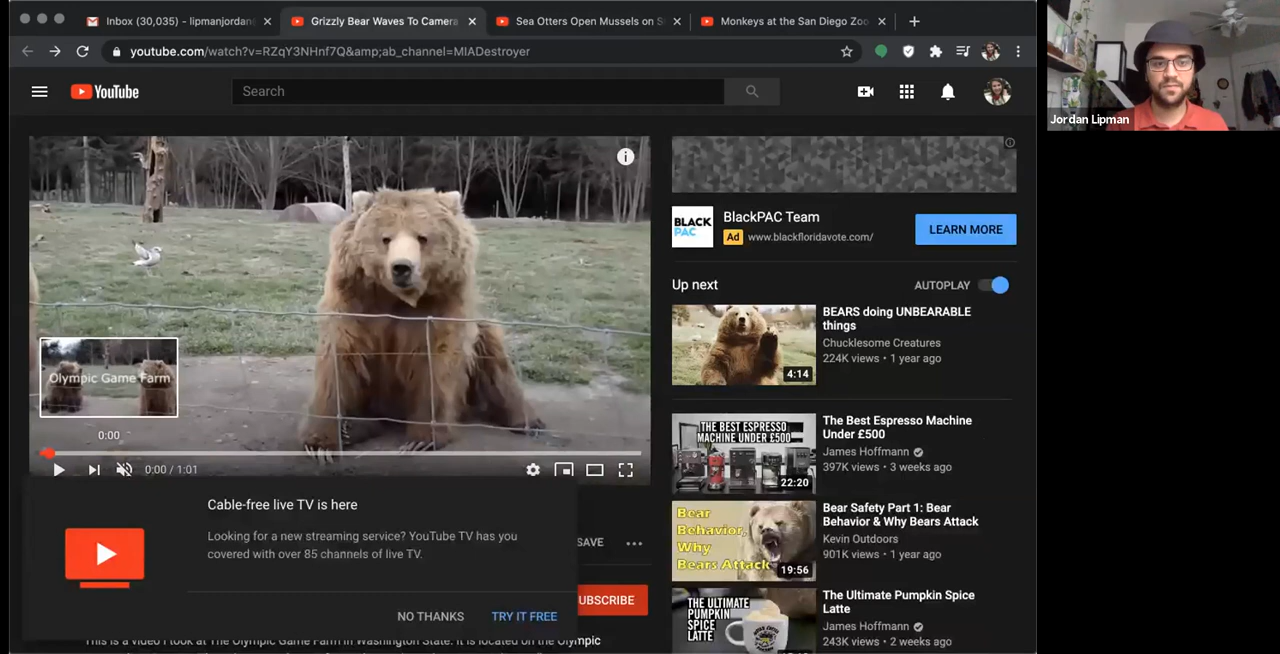 Inbox (30,035) - lipmanjordan
Grizzly Bear Waves To Camera
Sea Otters Open Mussels on S
Monkeys at the San Diego Zoo
youtube.com/watch?v=RZqY3NHnf7Q&amp;ab_channel=MIADestroyer
YouTube
Search
Olympic Game Farm
0:00
0:00 / 1:01
Cable-free live TV is here
Looking for a new streaming service? YouTube TV has you
covered with over 85 channels of live TV.
NO THANKS
TRY IT FREE
SAVE
UBSCRIBE
This is a video I took at The Olympic Game Farm in Washington State. It is located on the Olympic
BLACK
PAC
BlackPAC Team
Ad www.blackfloridavote.com/
LEARN MORE
Up next
AUTOPLAY
4:14
BEARS doing UNBEARABLE
things
Chucklesome Creatures
224K views • 1 year ago
THE BEST ESPRESSO
MACHINE UNDER £500
22:20
The Best Espresso Machine
Under £500
James Hoffmann
397K views • 3 weeks ago
Bear
Behavior,
Why
Bears Attack
19:56
Bear Safety Part 1: Bear
Behavior & Why Bears Attack
Kevin Outdoors
901K views • 1 year ago
THE ULTIMATE
PUMPKIN
SPICE
LATTE
The Ultimate Pumpkin Spice
Latte
James Hoffmann
243K views • 2 weeks ago
Jordan Lipman